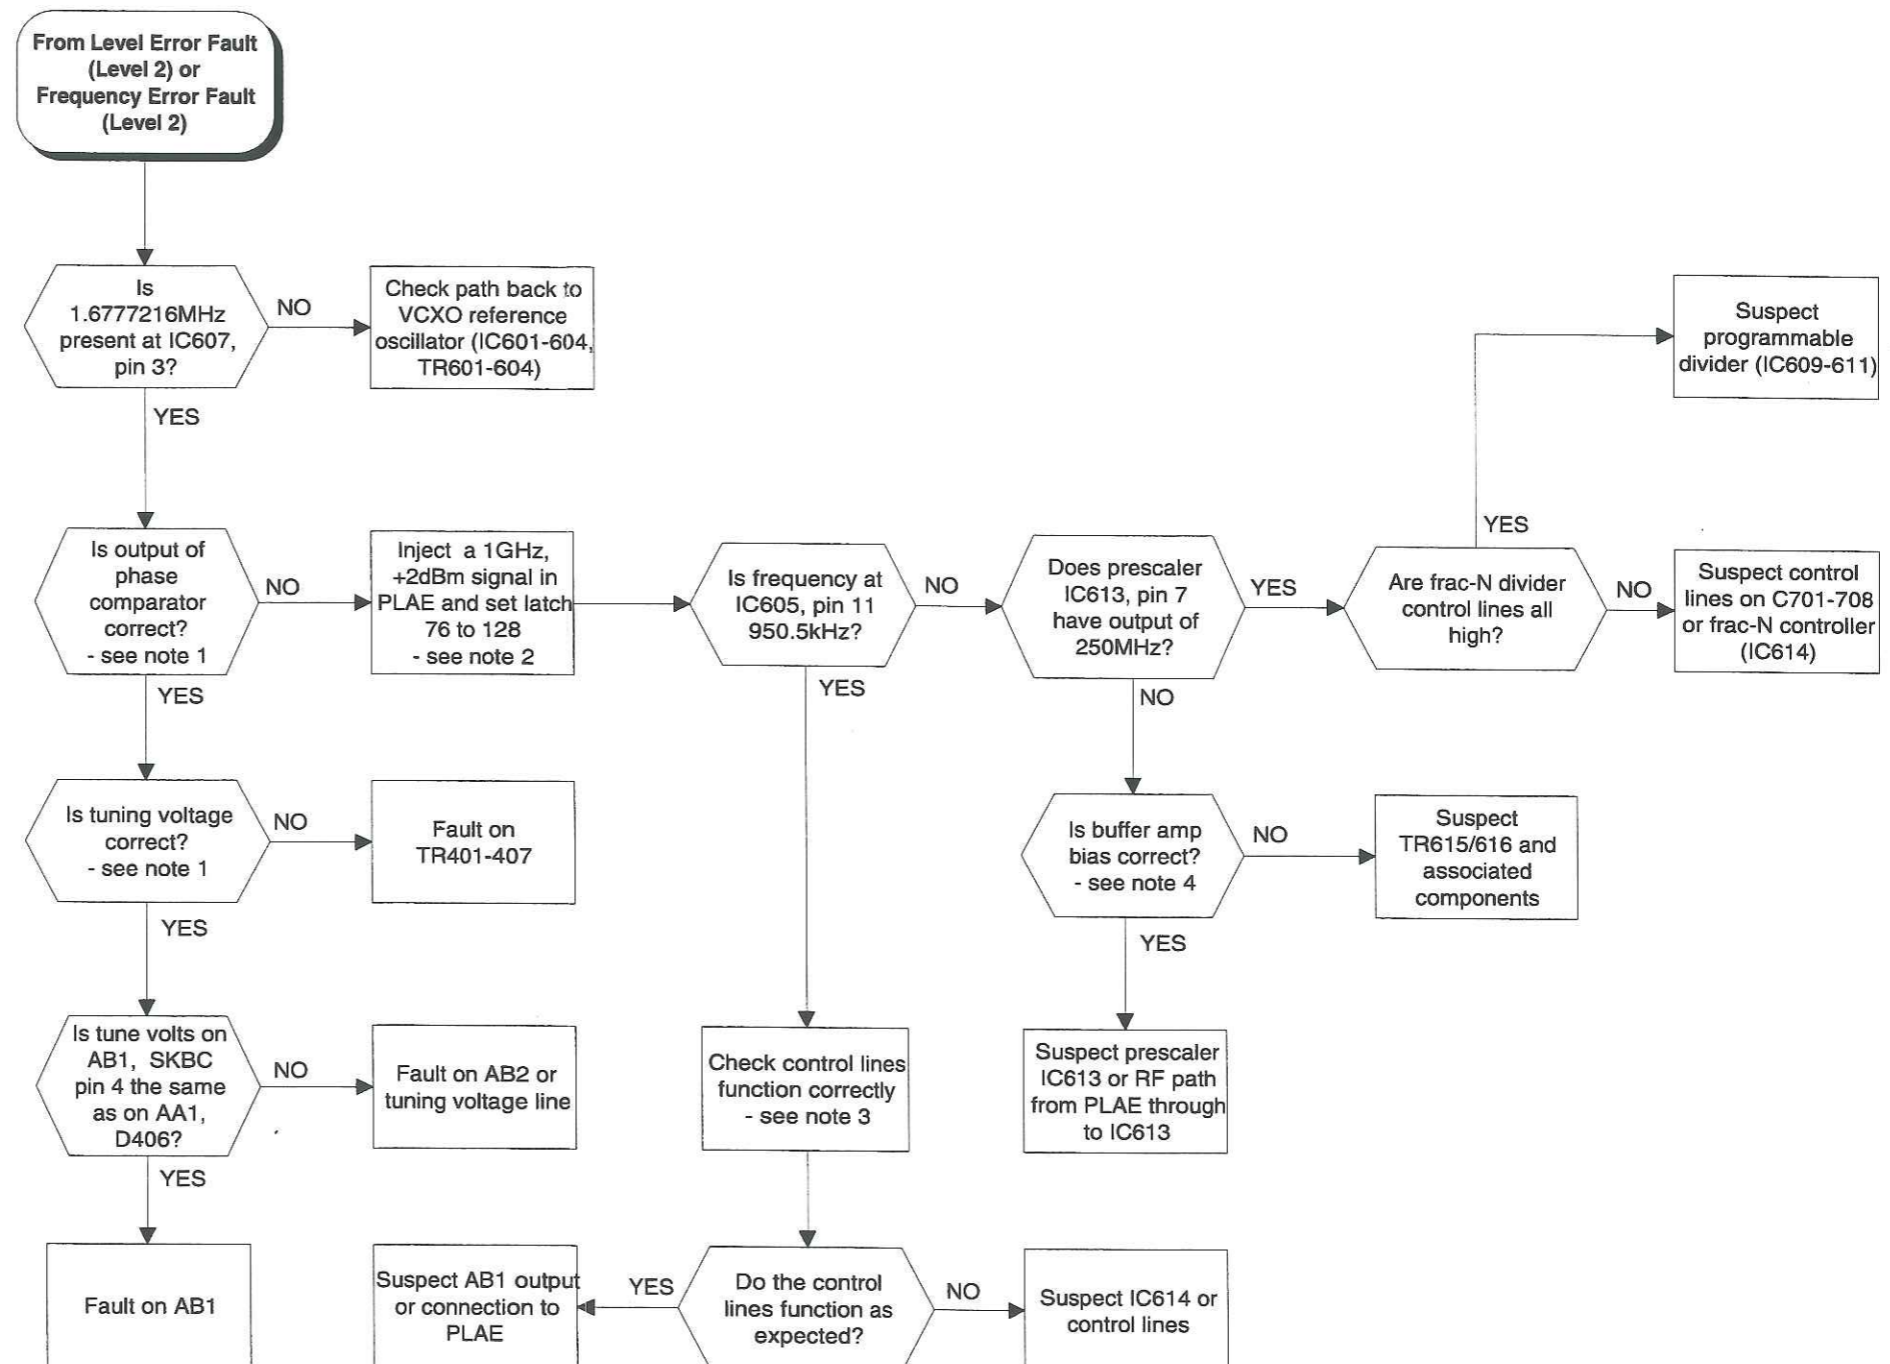 From Level Error Fault
(Level 2) or
Frequency Error Fault
(Level 2)
Is
1.6777216MHz
present at IC607,
pin 3?
NO
Check path back to
VCXO reference
oscillator (IC601-604,
TR601-604)
YES
Suspect
programmable
divider (IC609-611)
Is output of
phase
comparator
correct?
- see note 1
NO
Inject a 1GHz,
+2dBm signal in
PLAE and set latch
76 to 128
- see note 2
Is frequency at
IC605, pin 11
950.5kHz?
NO
Does prescaler
IC613, pin 7
have output of
250MHz?
YES
Are frac-N divider
control lines all
high?
YES
NO
Suspect control
lines on C701-708
or frac-N controller
(IC614)
YES
YES
NO
Is tuning voltage
correct?
- see note 1
NO
Fault on
TR401-407
Is buffer amp
bias correct?
- see note 4
NO
Suspect
TR615/616 and
associated
components
YES
YES
Is tune volts on
AB1, SKBC
pin 4 the same
as on AA1,
D406?
NO
Fault on AB2 or
tuning voltage line
Check control lines
function correctly
- see note 3
Suspect prescaler
IC613 or RF path
from PLAE through
to IC613
YES
Fault on AB1
Suspect AB1 output
or connection to
PLAE
YES
Do the control
lines function as
expected?
NO
Suspect IC614 or
control lines